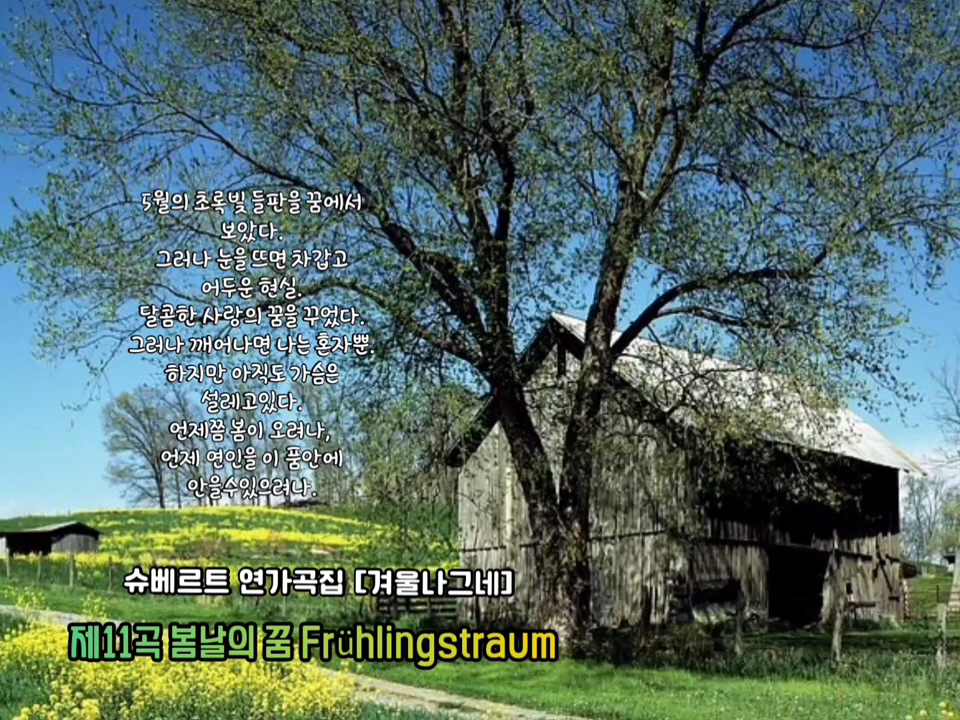 5월의 초록빛 들판을 꿈에서
보았다.
그러나 눈을 뜨면 차갑고
어두운 현실.
달콤한 사랑의 꿈을 꾸었다.
그러나 깨어나면 나는 혼자뿐.
하지만 아직도 가슴은
설레고있다.
언제쯤 봄이 오려나,
언제 연인을 이 품안에
안을수있으려나.
슈베르트 연가곡집 [겨울나그네]
제11곡 봄날의 꿈 Frühlingstraum